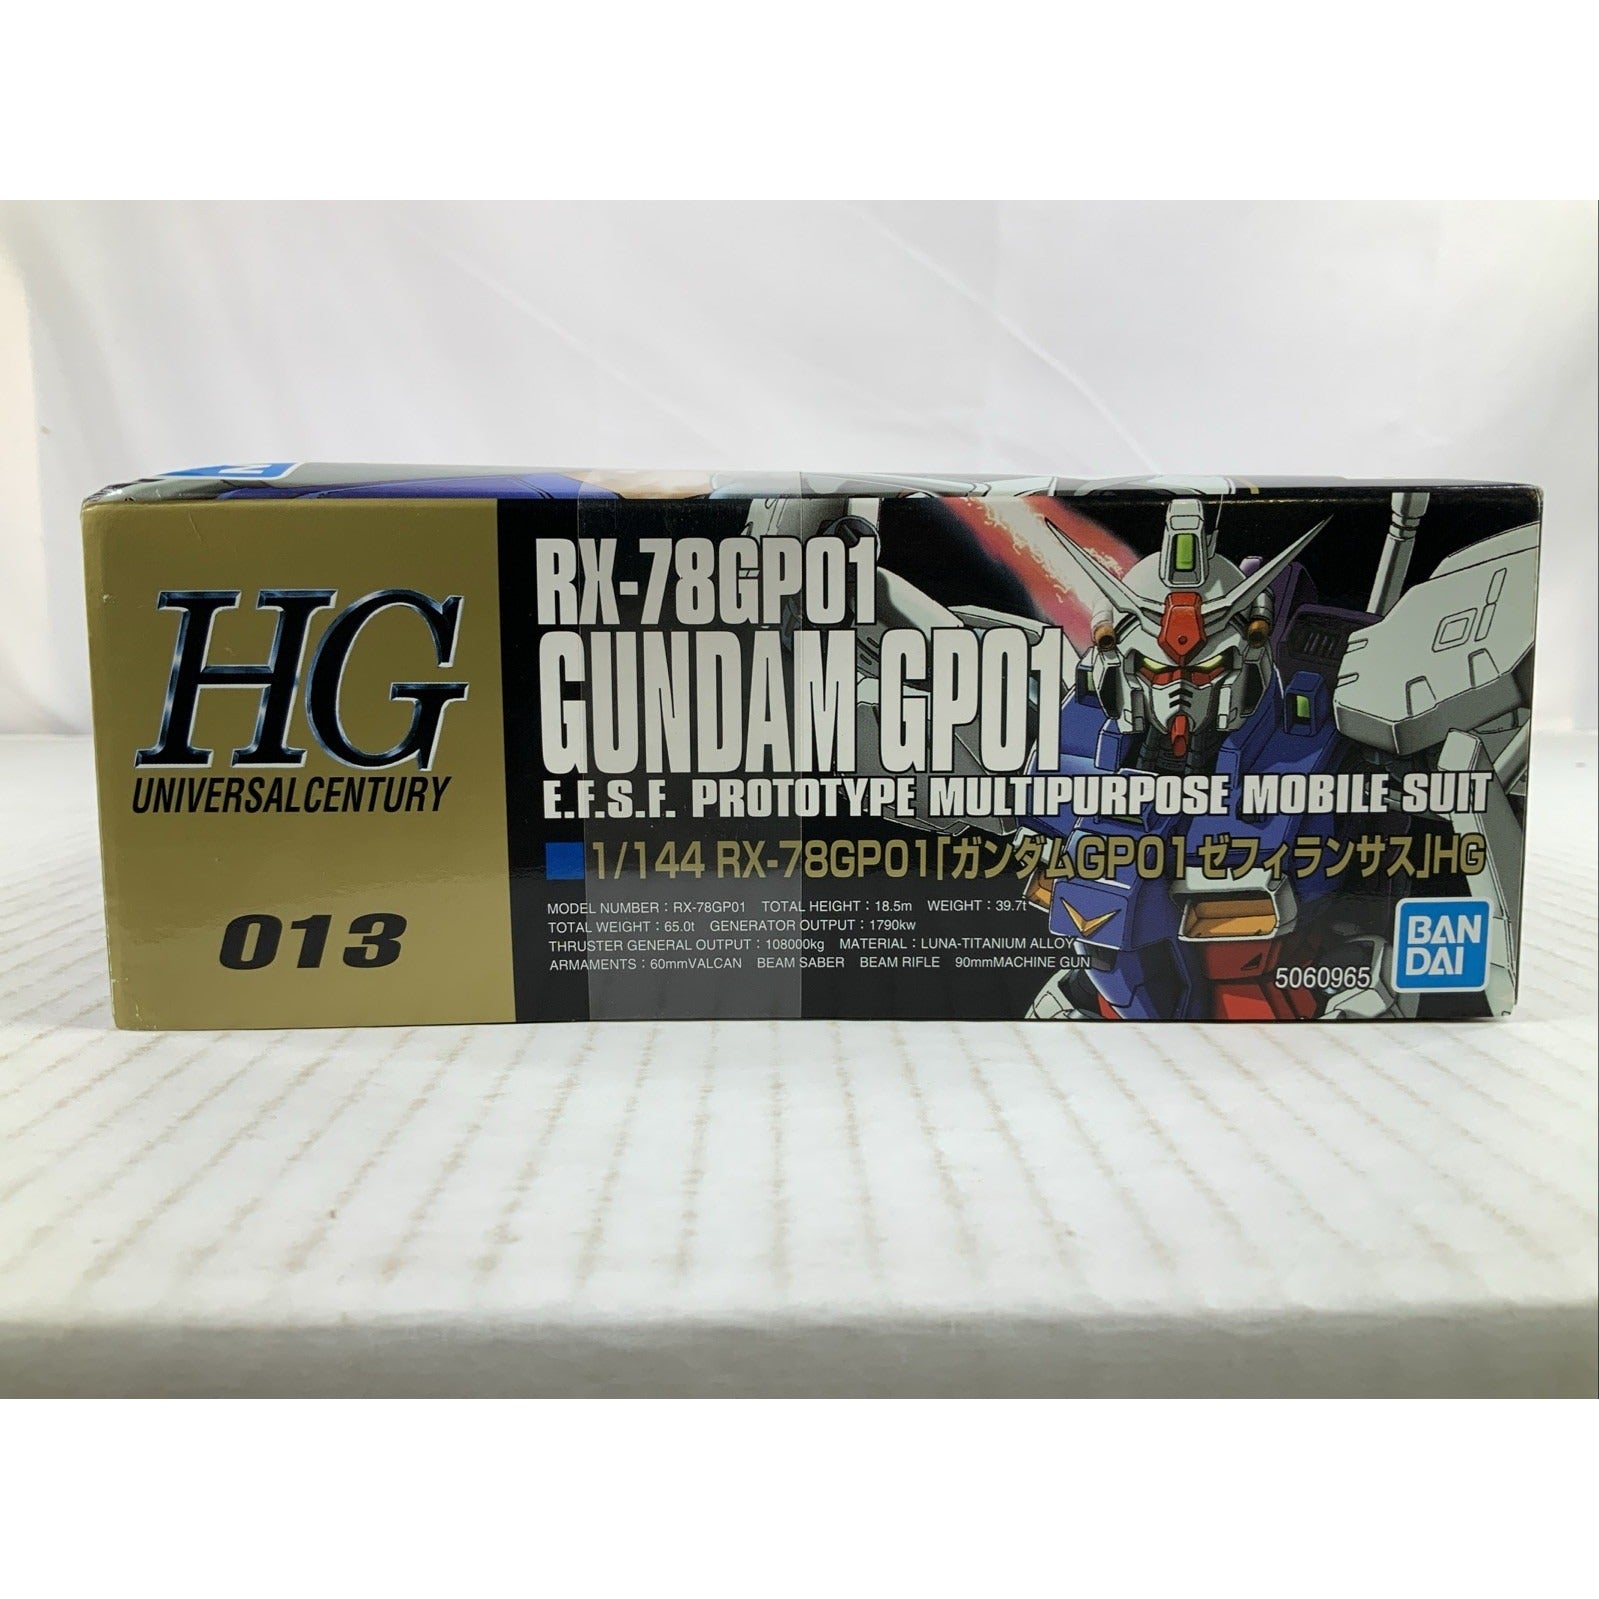 N
HG
UNIVERSALCENTURY
013
RX-78GP01
GUNDAM GP01
E.F.S.F. PROTOTYPE MULTIPURPOSE MOBILE SUIT
1/144 RX-78GP01「ガンダムGP01ゼフィランサス」HG
MODEL NUMBER：RX-78GP01 TOTAL HEIGHT：18.5m WEIGHT：39.7t
TOTAL WEIGHT：65.0t GENERATOR OUTPUT：1790kw
THRUSTER GENERAL OUTPUT：108000kg MATERIAL：LUNA-TITANIUM ALLOY
ARMAMENTS：60mmVALCAN BEAM SABER BEAM RIFLE 90mmMACHINE GUN
01
5060965
BAN
DAI